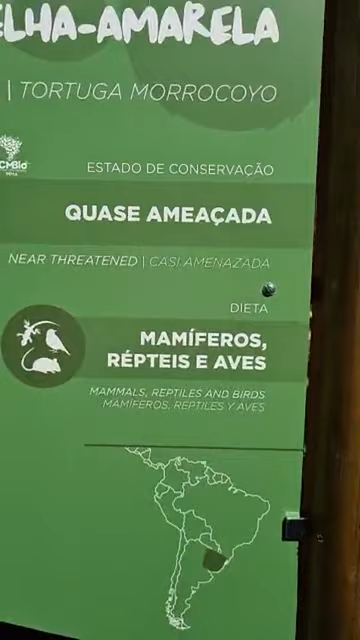 ELHA-AMARELA
| TORTUGA MORROCOYO
CMBio
ESTADO DE CONSERVAÇÃO
QUASE AMEAÇADA
NEAR THREATENED | CASI AMENAZADA
DIETA
MAMÍFEROS,
RÉPTEIS E AVES
MAMMALS, REPTILES AND BIRDS
MAMÍFEROS, REPTILES Y AVES